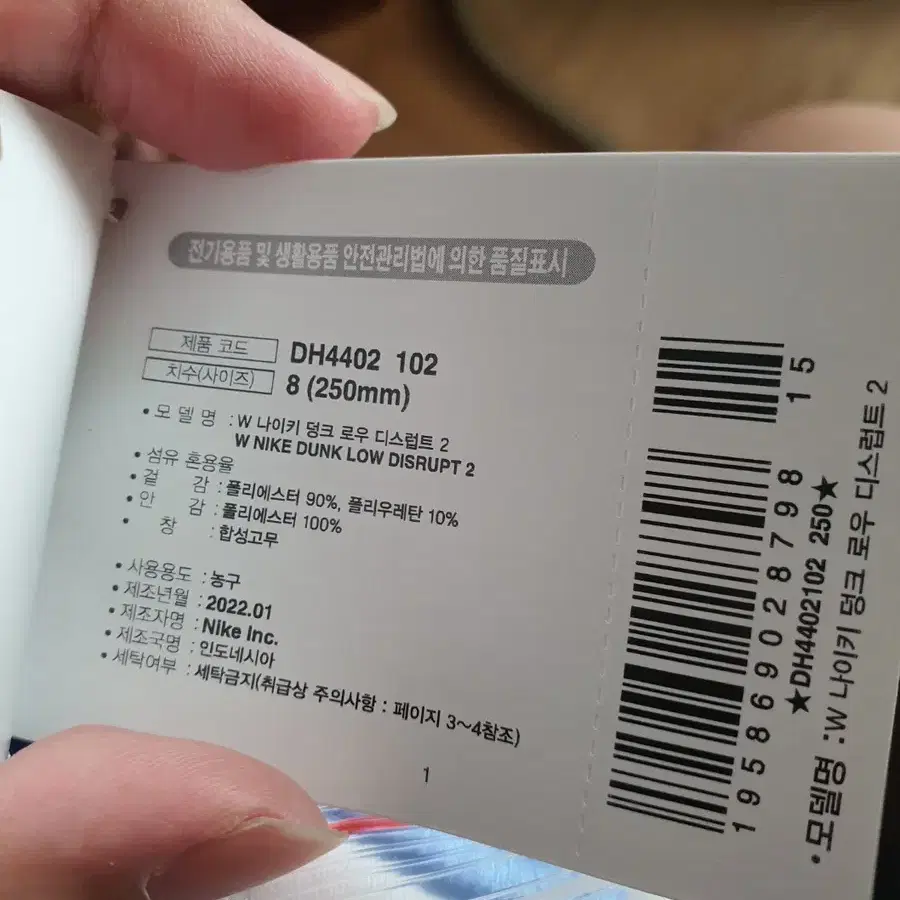 전기용품 및 생활용품 안전관리법에 의한 품질표시
제품 코드 DH4402 102
치수(사이즈) 8 (250mm)
• 모 델 명 : W 나이키 덩크 로우 디스럽트 2
W NIKE DUNK LOW DISRUPT 2
• 섬유 혼용율
• 겉 감 : 폴리에스터 90%, 폴리우레탄 10%
• 안 감 : 폴리에스터 100%
• 창 : 합성고무
• 사용용도 : 농구
• 제조년월 : 2022.01
• 제조자명 : Nike Inc.
• 제조국명 : 인도네시아
• 세탁여부 : 세탁금지(취급상 주의사항 : 페이지 3~4참조)
1
195869028798 15
★DH4402102 250★
• 모델명 : W 나이키 덩크 로우 디스럽트 2